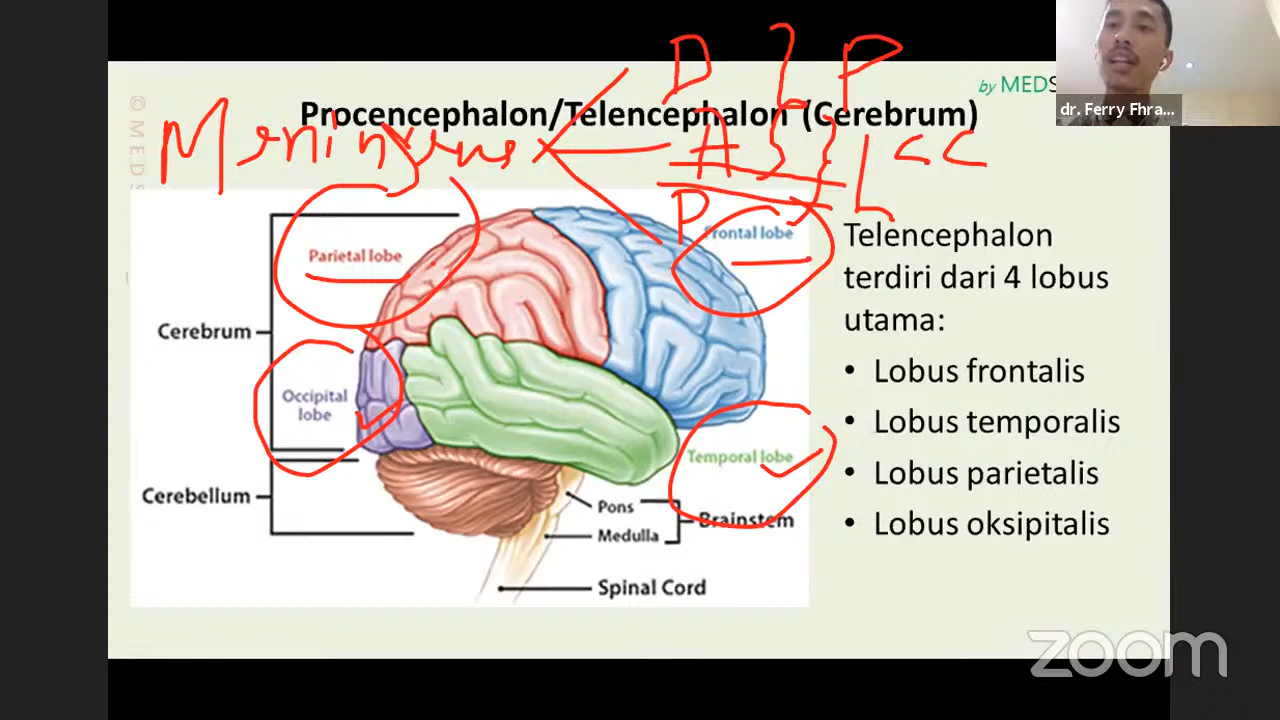 by MEDS
© MEDS
dr. Ferry Fhra...
Procencephalon/Telencephalon (Cerebrum)
D
P
A
LCC
P
Frontal lobe
Parietal lobe
Cerebrum
Occipital
lobe
Temporal lobe
Cerebellum
Pons
Medulla
Brainstem
Spinal Cord
Telencephalon
terdiri dari 4 lobus
utama:
• Lobus frontalis
• Lobus temporalis
• Lobus parietalis
• Lobus oksipitalis
zoom